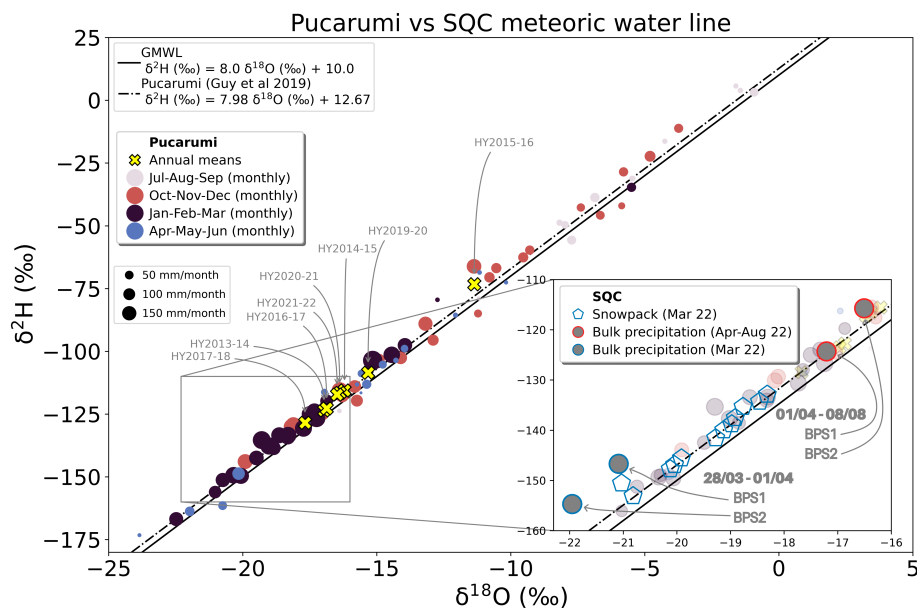 Pucarumi vs SQC meteoric water line
GMWL
δ²H (‰) = 8.0 δ¹⁸O (‰) + 10.0
Pucarumi (Guy et al 2019)
δ²H (‰) = 7.98 δ¹⁸O (‰) + 12.67
Pucarumi
Annual means
Jul-Aug-Sep (monthly)
Oct-Nov-Dec (monthly)
Jan-Feb-Mar (monthly)
Apr-May-Jun (monthly)
50 mm/month
100 mm/month
150 mm/month
HY2015-16
HY2019-20
HY2014-15
HY2020-21
HY2021-22
HY2016-17
HY2013-14
HY2017-18
25
0
−25
−50
−75
−100
−125
−150
−175
δ²H (‰)
−25
−20
−15
−10
−5
0
5
δ¹⁸O (‰)
SQC
Snowpack (Mar 22)
Bulk precipitation (Apr-Aug 22)
Bulk precipitation (Mar 22)
01/04 - 08/08
BPS1
BPS2
28/03 - 01/04
BPS1
BPS2
−110
−120
−130
−140
−150
−160
−22
−21
−20
−19
−18
−17
−16